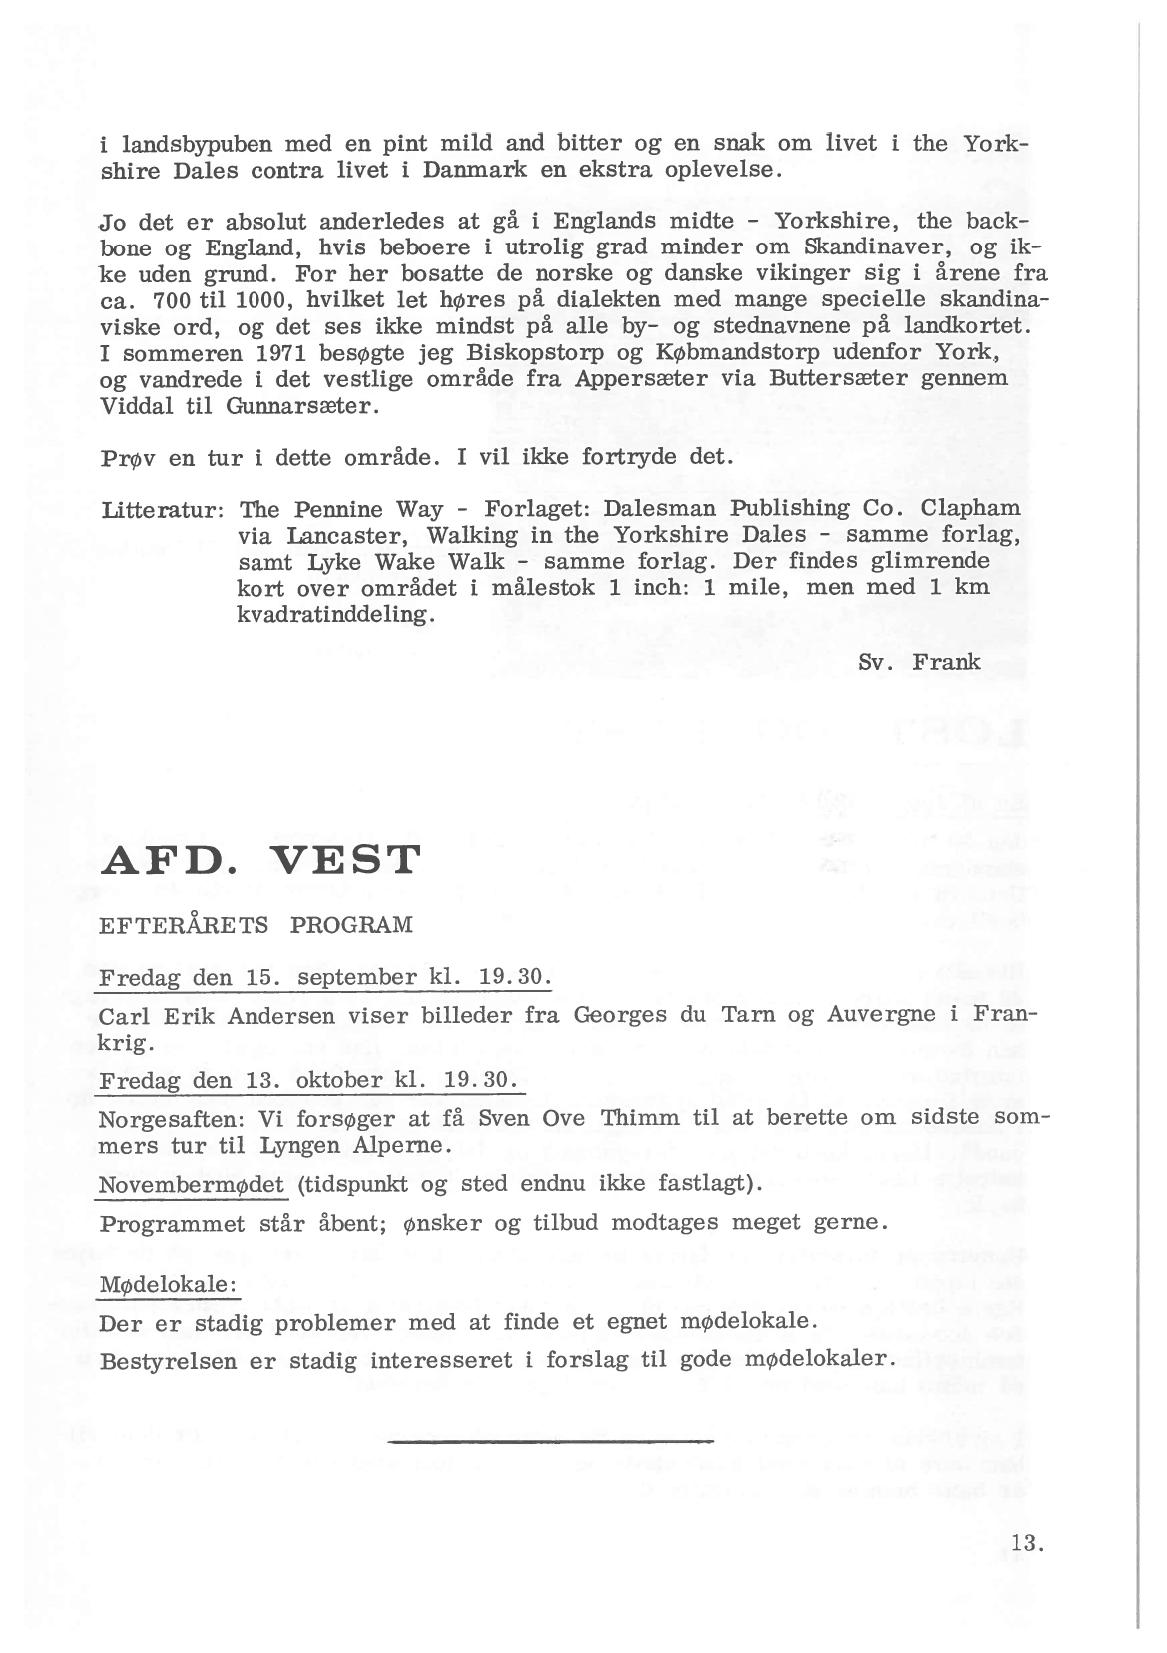 i landsbypuben med en pint mild and bitter og en snak om livet i the York-
shire Dales contra livet i Danmark en ekstra oplevelse.
Jo det er absolut anderledes at gå i Englands midte - Yorkshire, the back-
bone og England, hvis beboere i utrolig grad minder om Skandinaver, og ik-
ke uden grund. For her bosatte de norske og danske vikinger sig i årene fra
ca. 700 til 1000, hvilket let høres på dialekten med mange specielle skandina-
viske ord, og det ses ikke mindst på alle by- og stednavnene på landkortet.
I sommeren 1971 besøgte jeg Biskopstorp og Købmandstorp udenfor York,
og vandrede i det vestlige område fra Appersæter via Buttersæter gennem
Viddal til Gunnarsæter.
Prøv en tur i dette område. I vil ikke fortryde det.
Litteratur: The Pennine Way - Forlaget: Dalesman Publishing Co. Clapham
via Lancaster, Walking in the Yorkshire Dales - samme forlag,
samt Lyke Wake Walk - samme forlag. Der findes glimrende
kort over området i målestok 1 inch: 1 mile, men med 1 km
kvadratinddeling.
Sv. Frank
AFD. VEST
EFTERÅRETS PROGRAM
Fredag den 15. september kl. 19.30.
Carl Erik Andersen viser billeder fra Georges du Tarn og Auvergne i Fran-
krig.
Fredag den 13. oktober kl. 19.30.
Norgesaften: Vi forsøger at få Sven Ove Thimm til at berette om sidste som-
mers tur til Lyngen Alperne.
Novembermødet (tidspunkt og sted endnu ikke fastlagt).
Programmet står åbent; ønsker og tilbud modtages meget gerne.
Mødelokale:
Der er stadig problemer med at finde et egnet mødelokale.
Bestyrelsen er stadig interesseret i forslag til gode mødelokaler.
13.